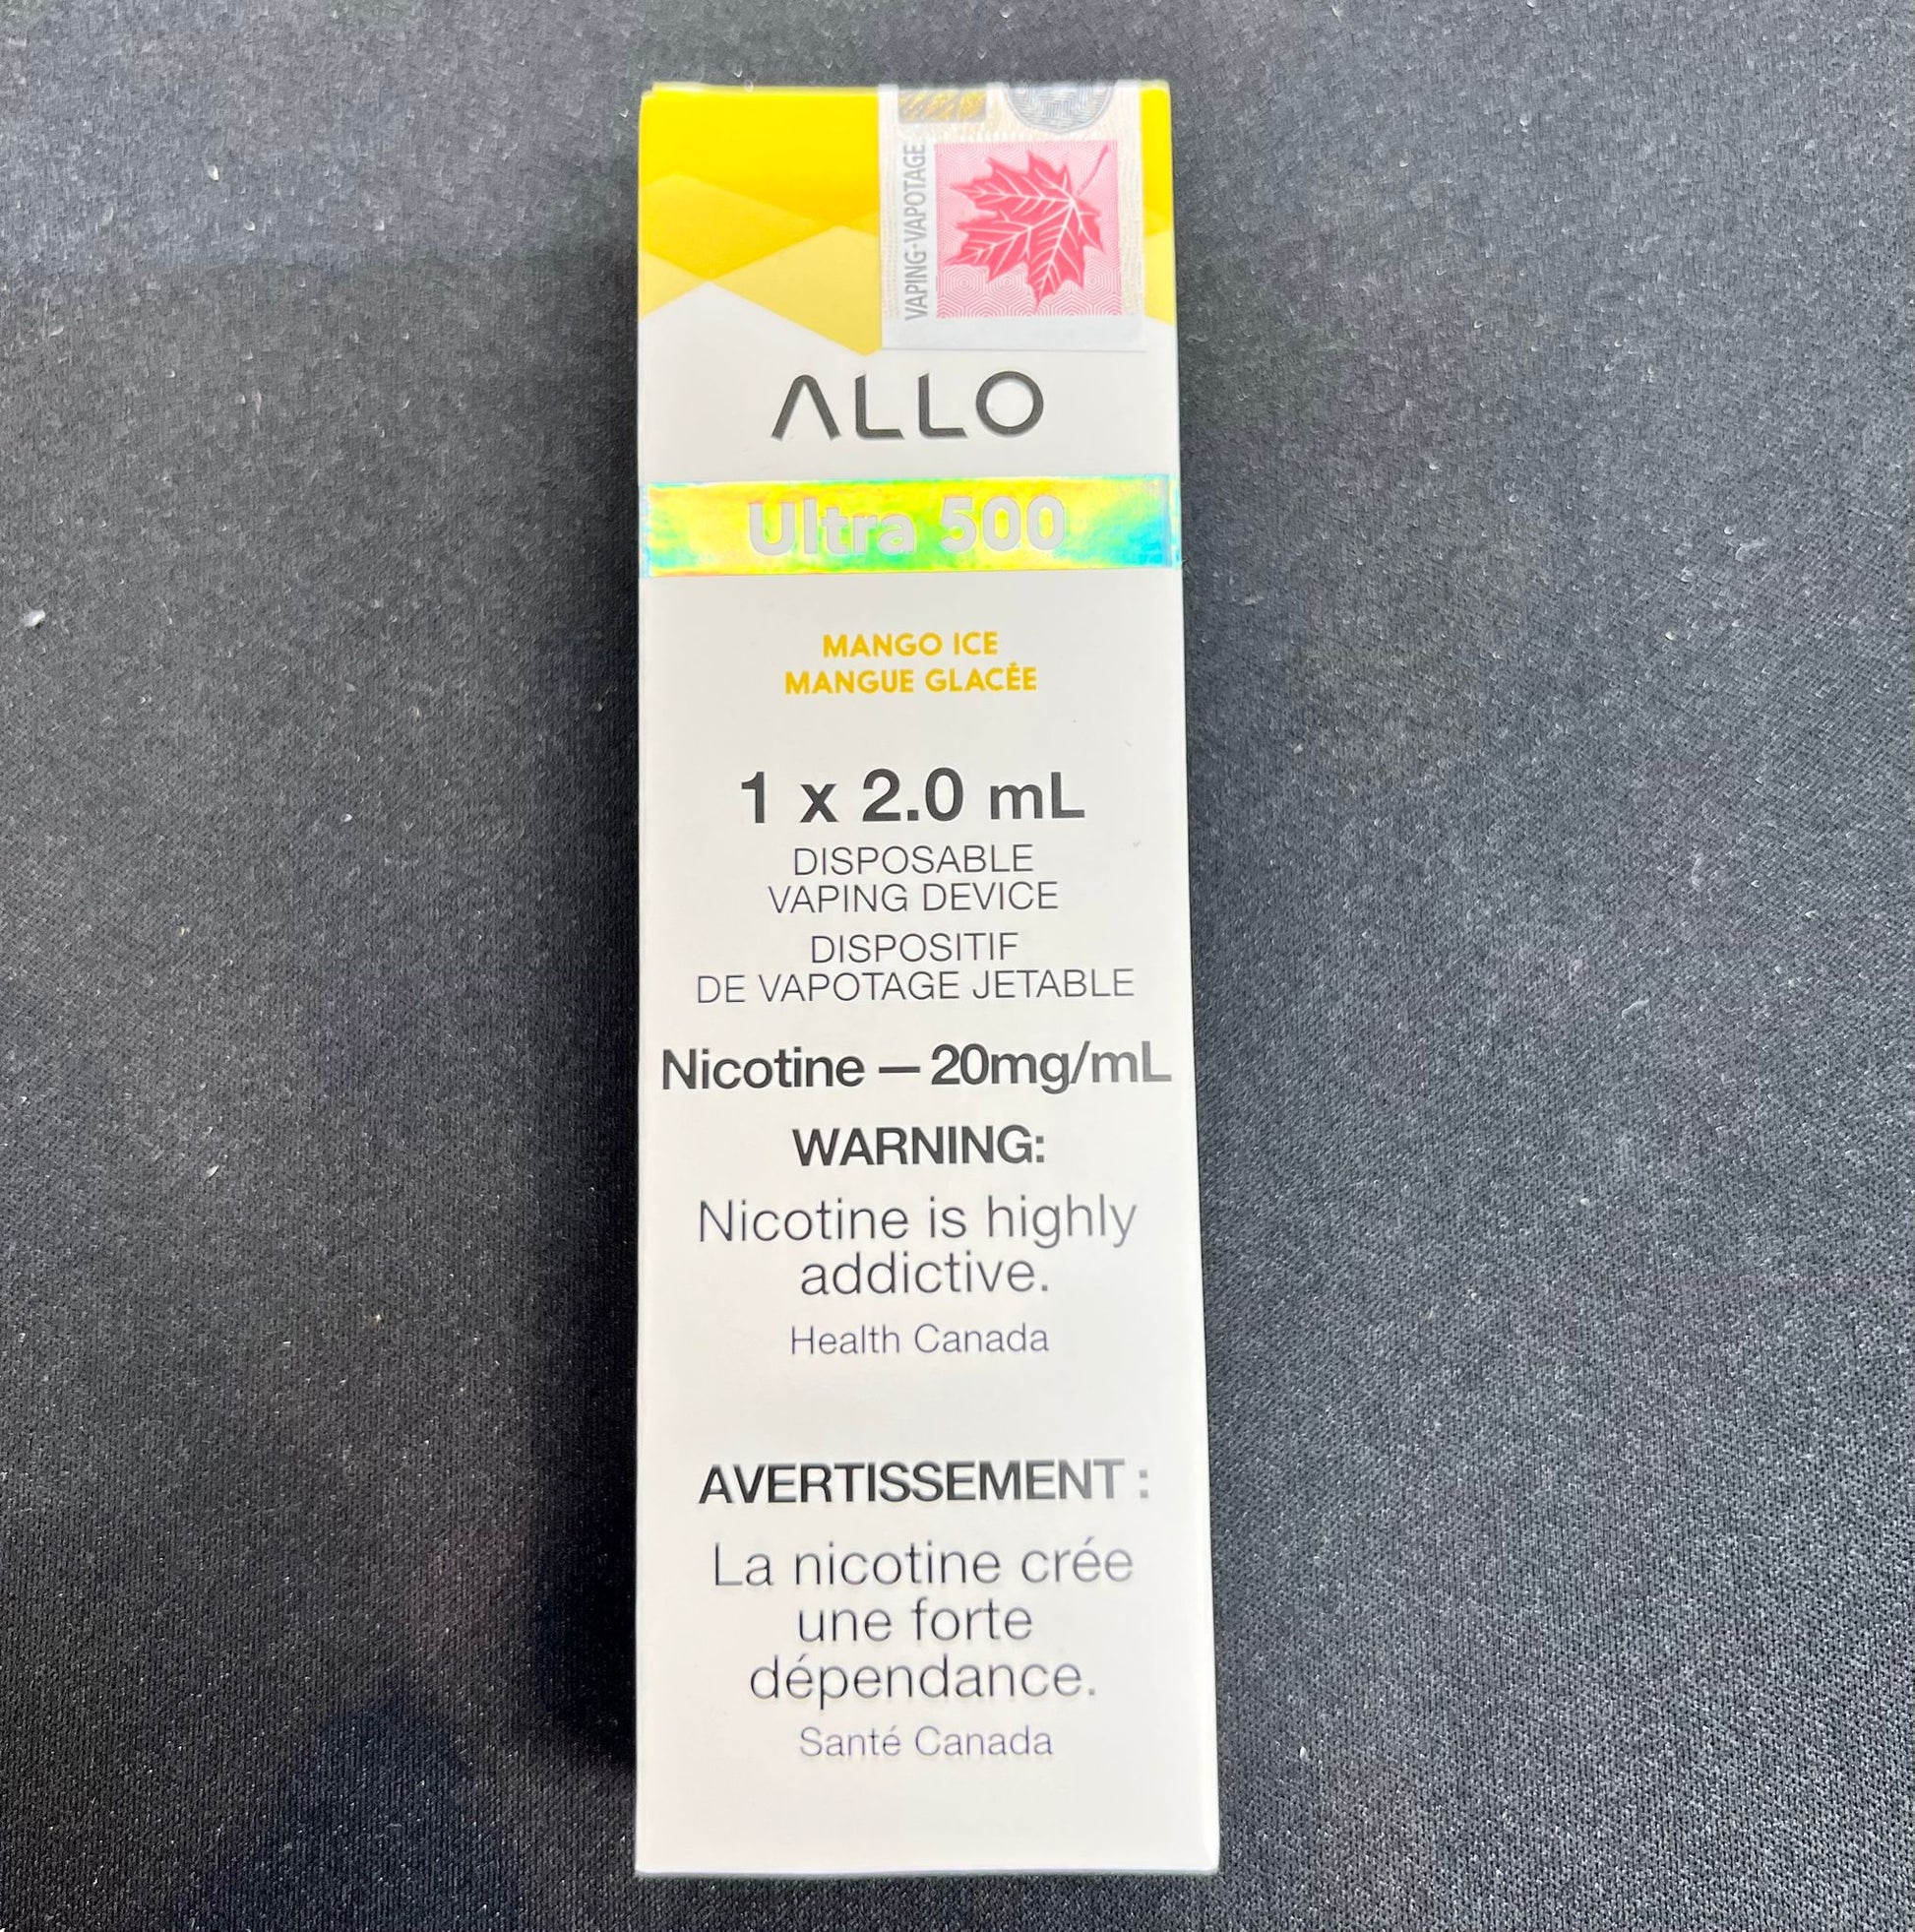 VAPING-VAPOTAGE
ALLO
Ultra 500
MANGO ICE
MANGUE GLACÉE
1 x 2.0 mL
DISPOSABLE
VAPING DEVICE
DISPOSITIF
DE VAPOTAGE JETABLE
Nicotine — 20mg/mL
WARNING:
Nicotine is highly
addictive.
Health Canada
AVERTISSEMENT :
La nicotine crée
une forte
dépendance.
Santé Canada